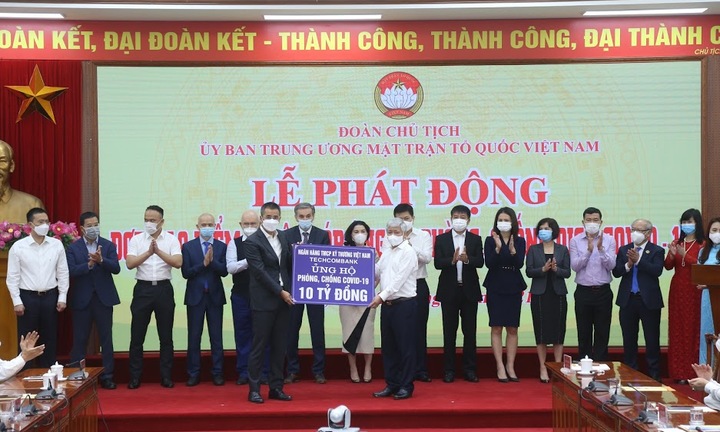 ĐOÀN KẾT, ĐẠI ĐOÀN KẾT - THÀNH CÔNG, THÀNH CÔNG, ĐẠI THÀNH
CHỦ TỊCH
ĐOÀN CHỦ TỊCH
ỦY BAN TRUNG ƯƠNG MẶT TRẬN TỔ QUỐC VIỆT NAM
LỄ PHÁT ĐỘNG
NGÂN HÀNG TMCP KỸ THƯƠNG VIỆT NAM
TECHCOMBANK
ỦNG HỘ
PHÒNG, CHỐNG COVID-19
10 TỶ ĐỒNG